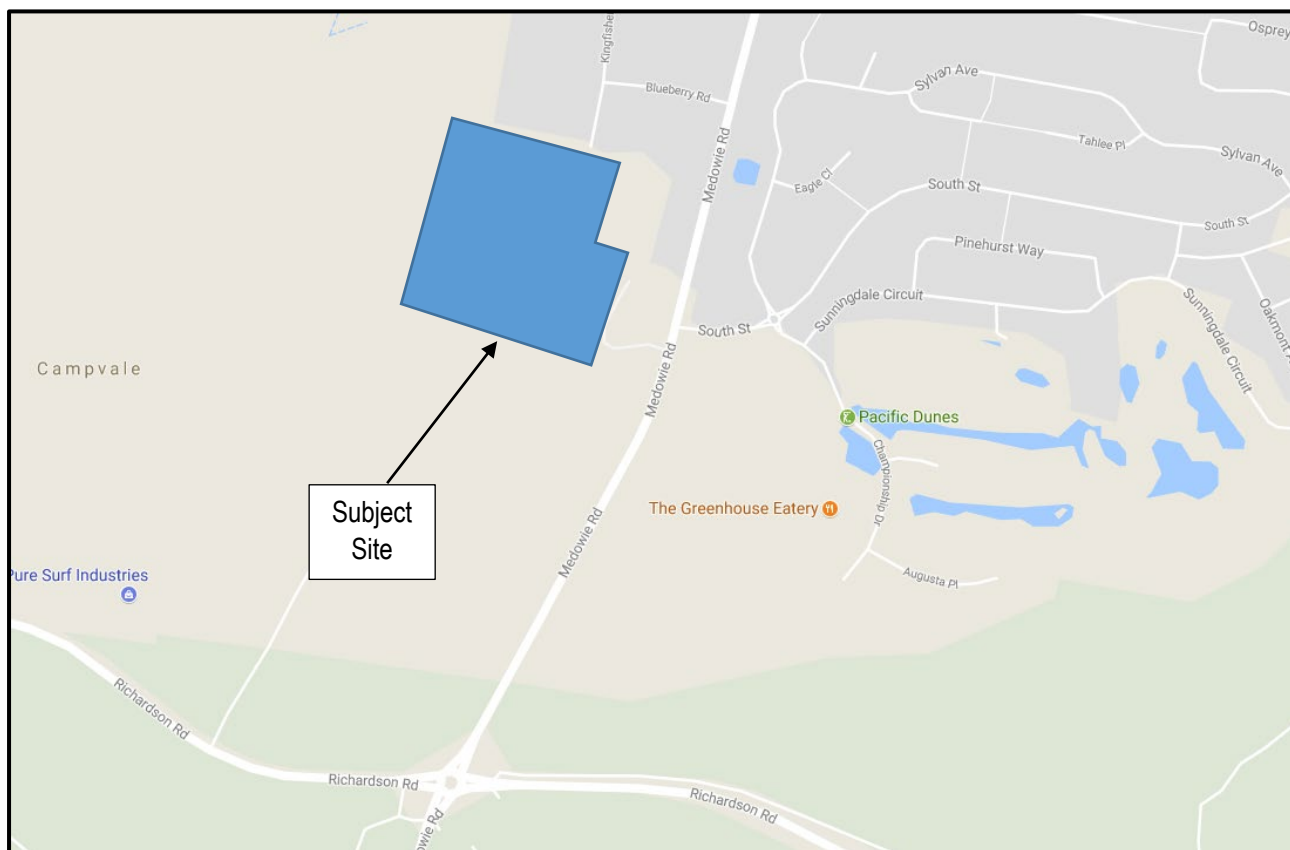 Osprey
Kingfisher
Sylvan Ave
Blueberry Rd
Medowie Rd
Tahlee Pl
Sylvan Ave
Eagle Cl
South St
South St
Pinehurst Way
Sunningdale Circuit
Sunningdale Circuit
Oakmont A
South St
Medowie Rd
Campvale
Pacific Dunes
Championship Dr
The Greenhouse Eatery
Subject
Site
Medowie Rd
Augusta Pl
Pure Surf Industries
Richardson Rd
Richardson Rd
Richardson Rd
owie Rd